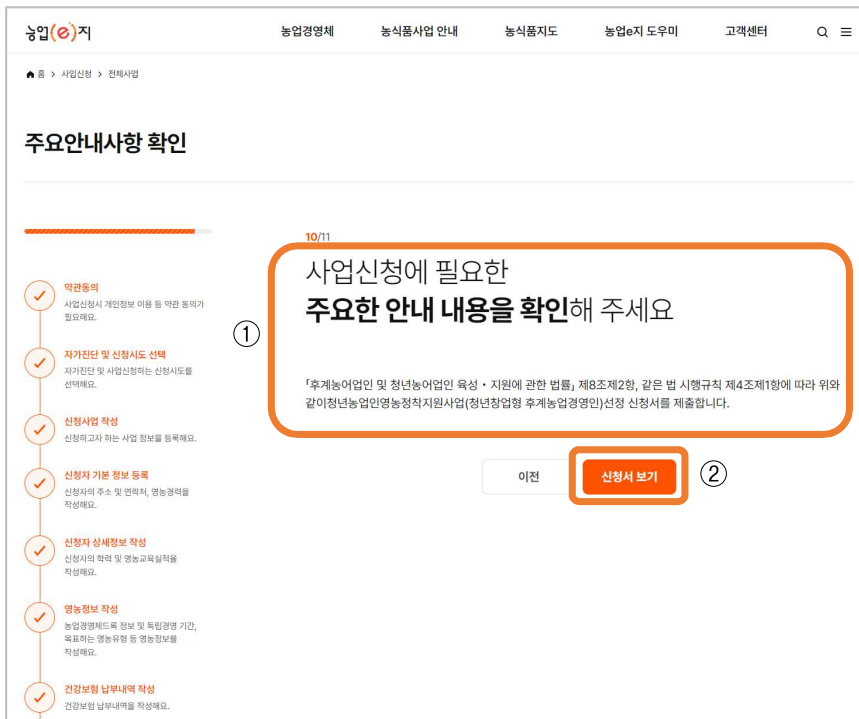 농업(e)지
농업경영체 농식품사업 안내 농식품지도 농업e지 도우미 고객센터
홈 > 사업신청 > 전체사업
주요안내사항 확인
10/11
사업신청에 필요한
주요한 안내 내용을 확인해 주세요
①
「후계농어업인 및 청년농어업인 육성・지원에 관한 법률」 제8조제2항, 같은 법 시행규칙 제4조제1항에 따라 위와
같이청년농업인영농정착지원사업(청년창업형 후계농업경영인)선정 신청서를 제출합니다.
이전
신청서 보기
②
약관동의
사업신청시 개인정보 이용 등 약관 동의가
필요해요.
자가진단 및 신청시도 선택
자가진단 및 사업신청하는 신청시도를
선택해요.
신청사업 작성
신청하고자 하는 사업 정보를 등록해요.
신청자 기본 정보 등록
신청자의 주소 및 연락처, 영농경력을
작성해요.
신청자 상세정보 작성
신청자의 학력 및 영농교육실적을
작성해요.
영농정보 작성
농업경영체드록 정보 및 독립경영 기간,
목표하는 영농유형 등 영농정보를
작성해요.
건강보험 납부내역 작성
건강보험 납부내역을 작성해요.